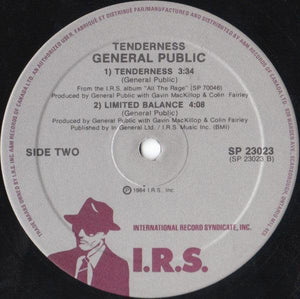 TENDERNESS
GENERAL PUBLIC
1) TENDERNESS 3:34
(General Public)
From the I.R.S. album "All The Rage" (SP 70046)
Produced by General Public with Gavin MacKillop & Colin Fairley
2) LIMITED BALANCE 4:08
(General Public)
Produced by General Public with Gavin MacKillop & Colin Fairley
Published by In General Ltd. / I.R.S. Music Inc. (BMI)
SIDE TWO
SP 23023
(SP 23023 B)
℗ 1984 I.R.S., Inc.
INTERNATIONAL RECORD SYNDICATE, INC.
I.R.S.